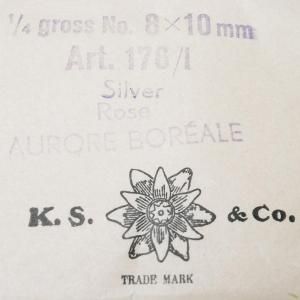 ¼ gross No. 8×10 mm
Art. 176/I
Silver
Rose
AURORE BORÉALE
K. S. & Co.
TRADE MARK